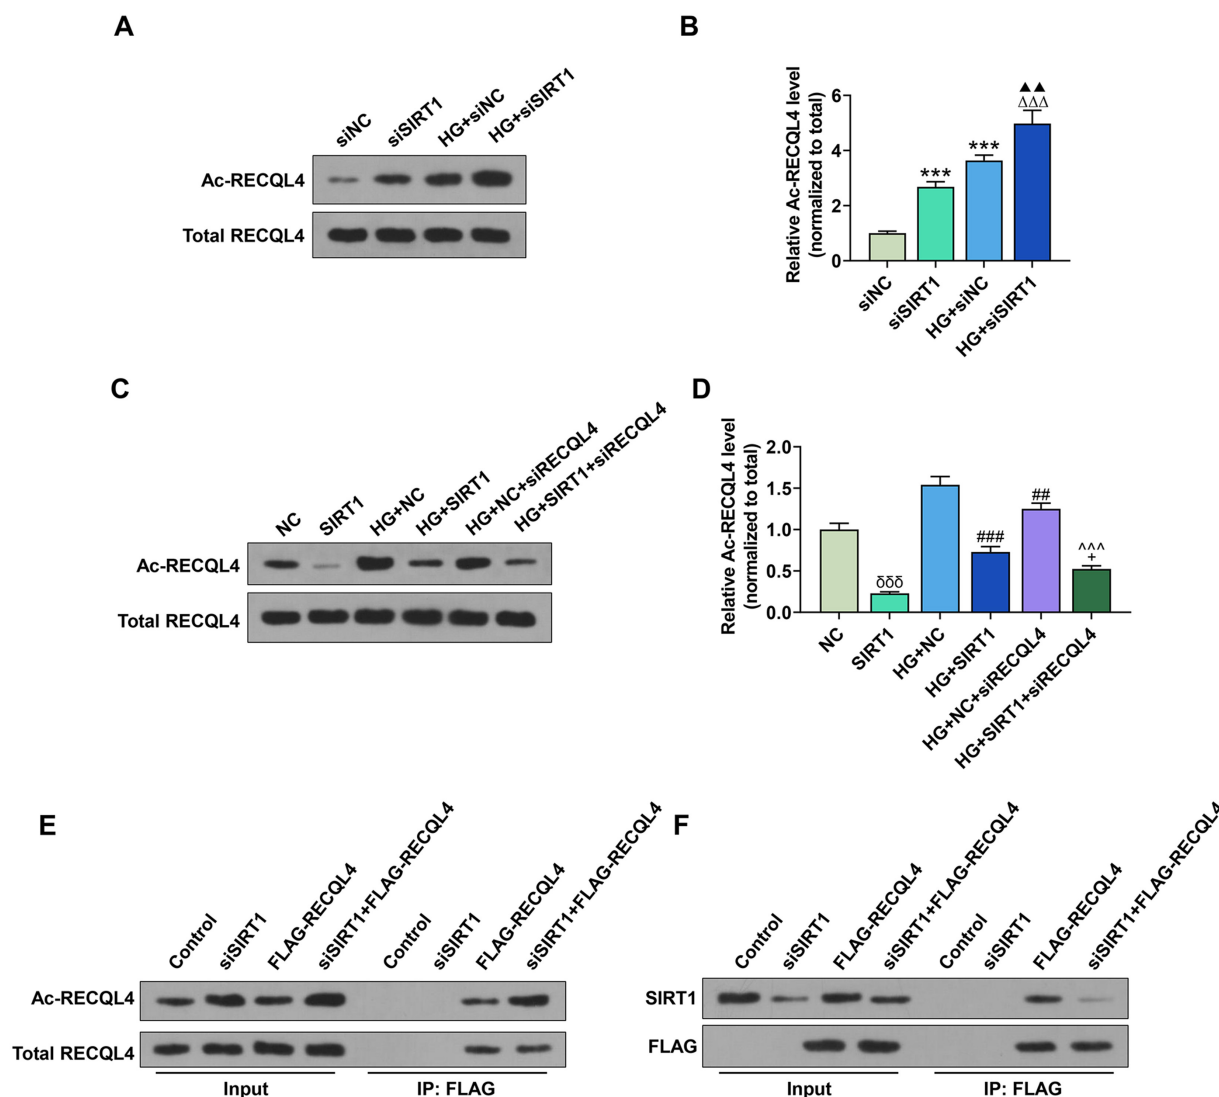 A
siNC
siSIRT1
HG+siNC
HG+siSIRT1
Ac-RECQL4
Total RECQL4
B
Relative Ac-RECQL4 level
(normalized to total)
8
6
4
2
0
***
***
▲▲
ΔΔΔ
siNC
siSIRT1
HG+siNC
HG+siSIRT1
C
NC
SIRT1
HG+NC
HG+SIRT1
HG+NC+siRECQL4
HG+SIRT1+siRECQL4
Ac-RECQL4
Total RECQL4
D
Relative Ac-RECQL4 level
(normalized to total)
2.0
1.5
1.0
0.5
0.0
δδδ
###
##
^^^
+
NC
SIRT1
HG+NC
HG+SIRT1
HG+NC+siRECQL4
HG+SIRT1+siRECQL4
E
Control
siSIRT1
FLAG-RECQL4
siSIRT1+FLAG-RECQL4
Control
siSIRT1
FLAG-RECQL4
siSIRT1+FLAG-RECQL4
Ac-RECQL4
Total RECQL4
Input
IP: FLAG
F
Control
siSIRT1
FLAG-RECQL4
siSIRT1+FLAG-RECQL4
Control
siSIRT1
FLAG-RECQL4
siSIRT1+FLAG-RECQL4
SIRT1
FLAG
Input
IP: FLAG